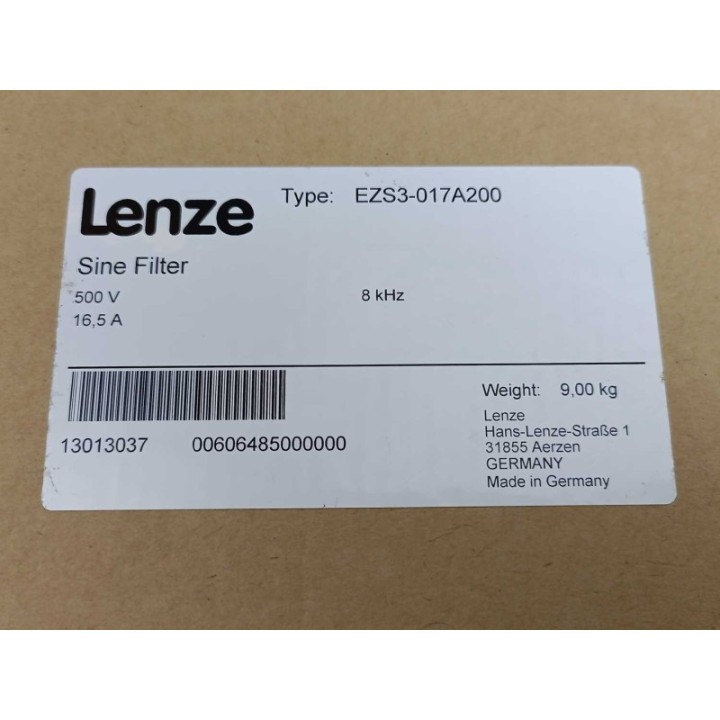 Lenze
Type: EZS3-017A200
Sine Filter
500 V
8 kHz
16,5 A
Weight: 9,00 kg
13013037 00606485000000
Lenze
Hans-Lenze-Straße 1
31855 Aerzen
GERMANY
Made in Germany